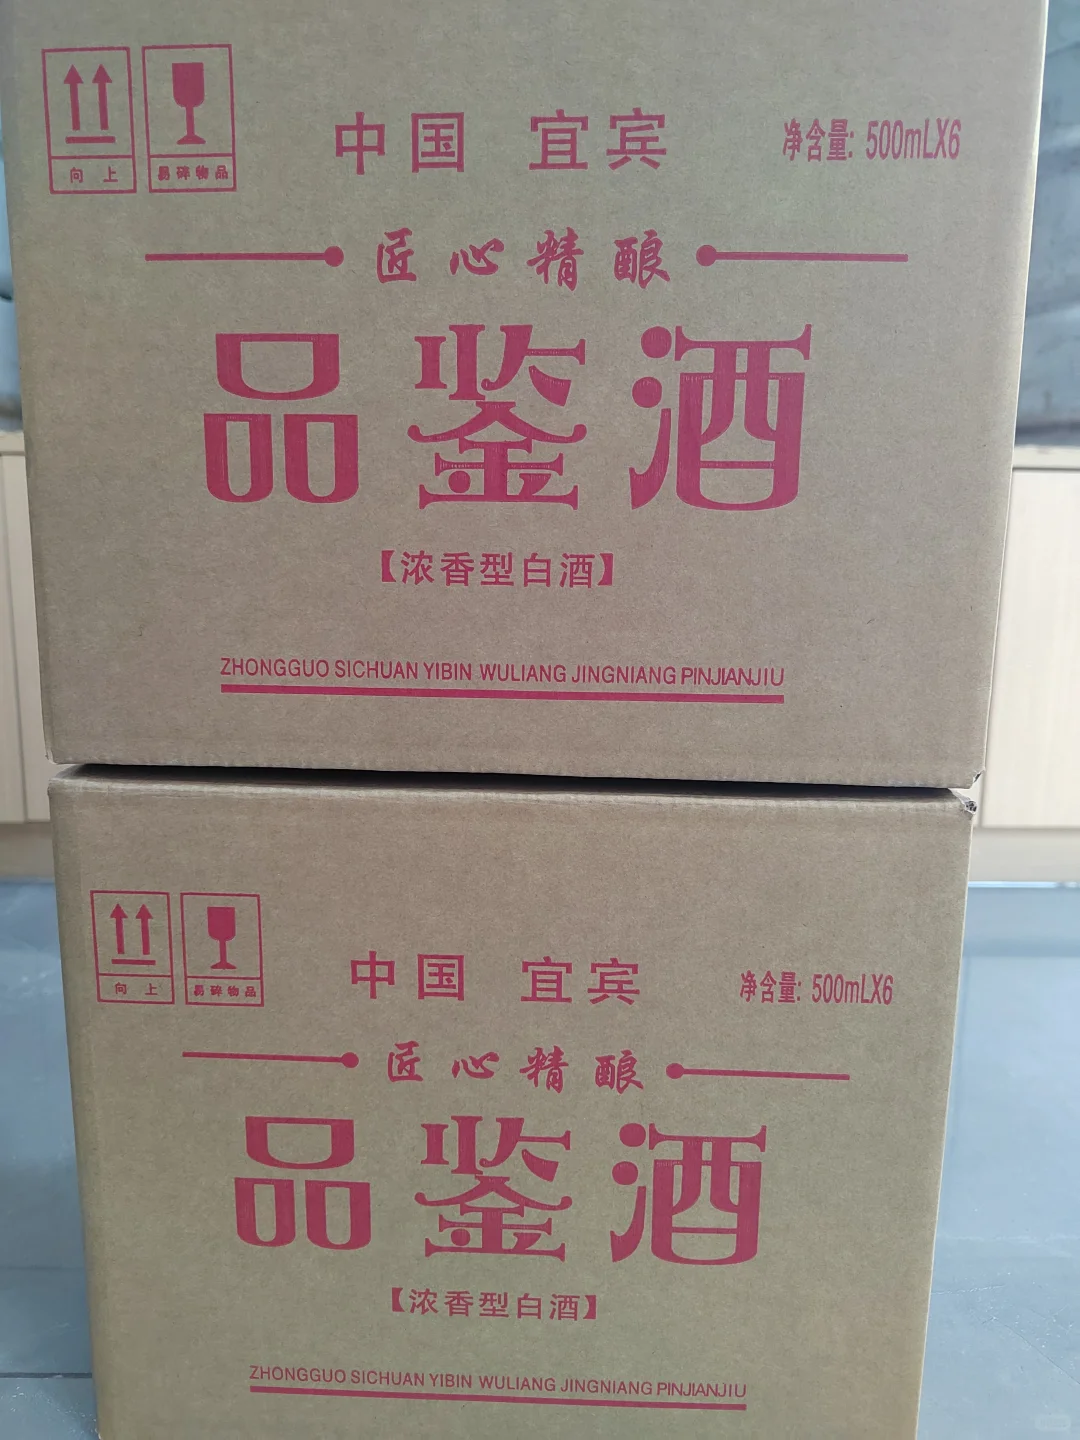 向 上
易碎物品
中国 宜宾
净含量: 500mLX6
匠心精酿
品鉴酒
【浓香型白酒】
ZHONGGUO SICHUAN YIBIN WULIANG JINGNIANG PINJIANJIU
向 上
易碎物品
中国 宜宾
净含量: 500mLX6
匠心精酿
品鉴酒
【浓香型白酒】
ZHONGGUO SICHUAN YIBIN WULIANG JINGNIANG PINJIANJIU